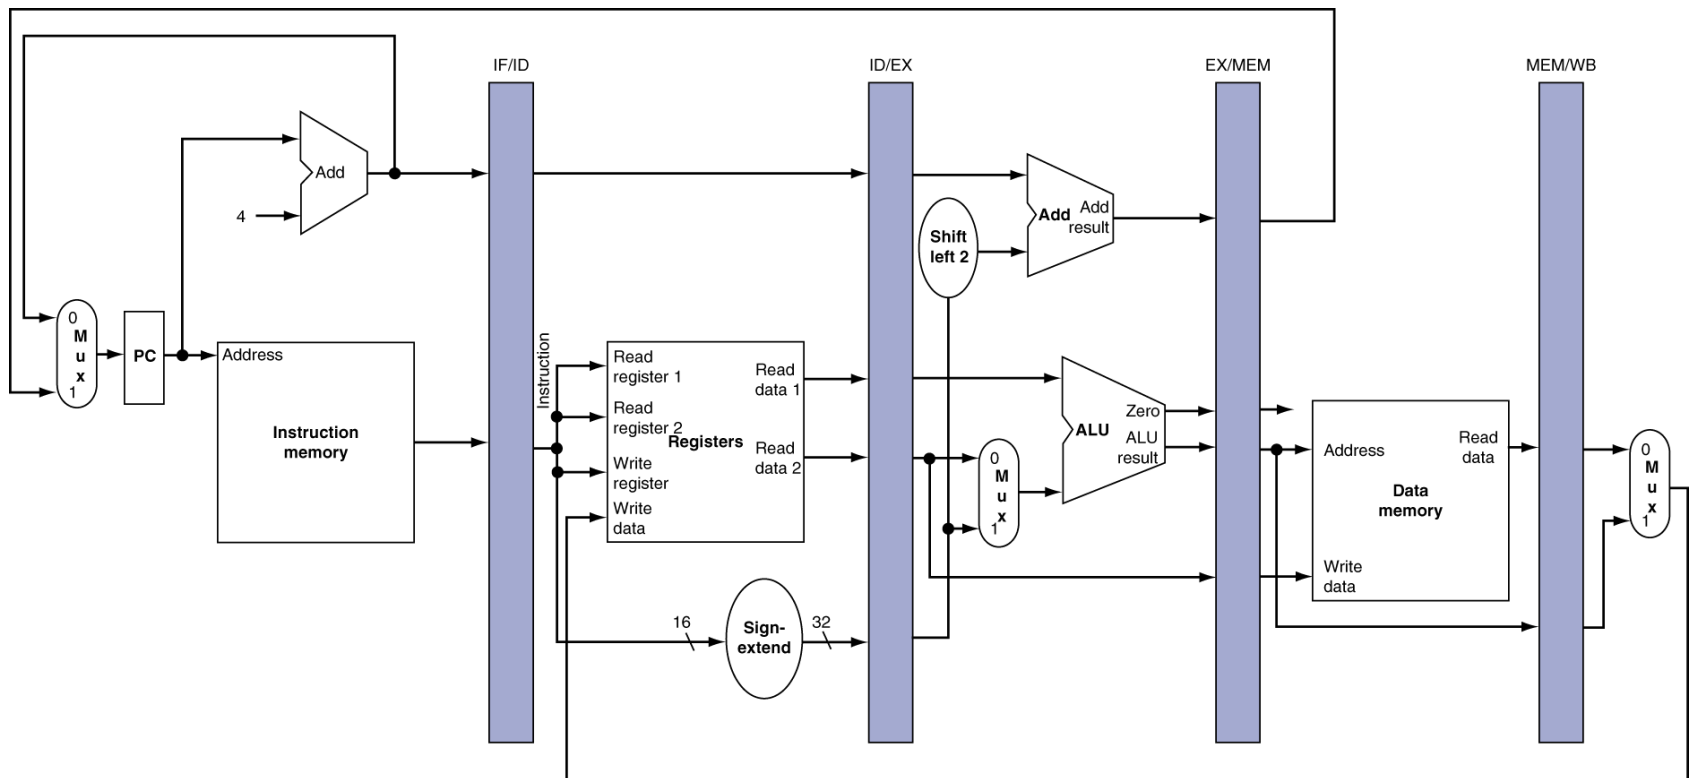 IF/ID
ID/EX
EX/MEM
MEM/WB
Add
4
Add
Add
result
Shift
left 2
0
M
u
x
1
PC
Address
Instruction
memory
Instruction
Read
register 1
Read
register 2
Registers
Write
register
Write
data
Read
data 1
Read
data 2
16
Sign-
extend
32
0
M
u
x
1
Zero
ALU
ALU
result
Address
Read
data
Data
memory
Write
data
0
M
u
x
1